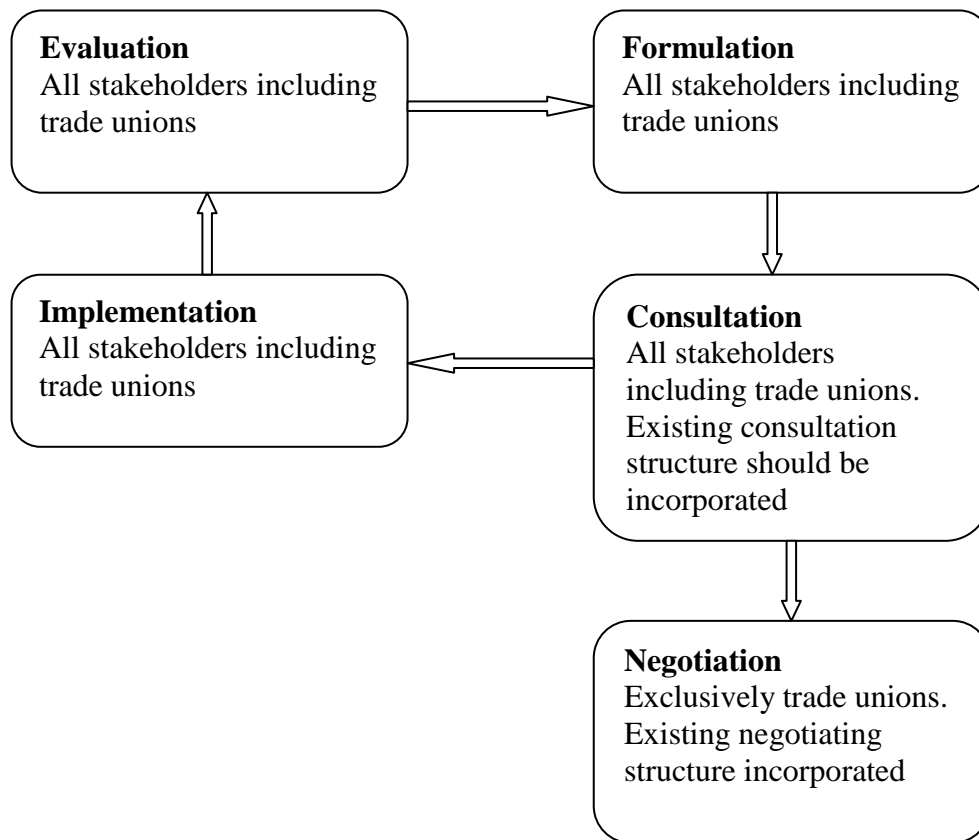 Evaluation
All stakeholders including
trade unions
Formulation
All stakeholders including
trade unions
Implementation
All stakeholders including
trade unions
Consultation
All stakeholders
including trade unions.
Existing consultation
structure should be
incorporated
Negotiation
Exclusively trade unions.
Existing negotiating
structure incorporated